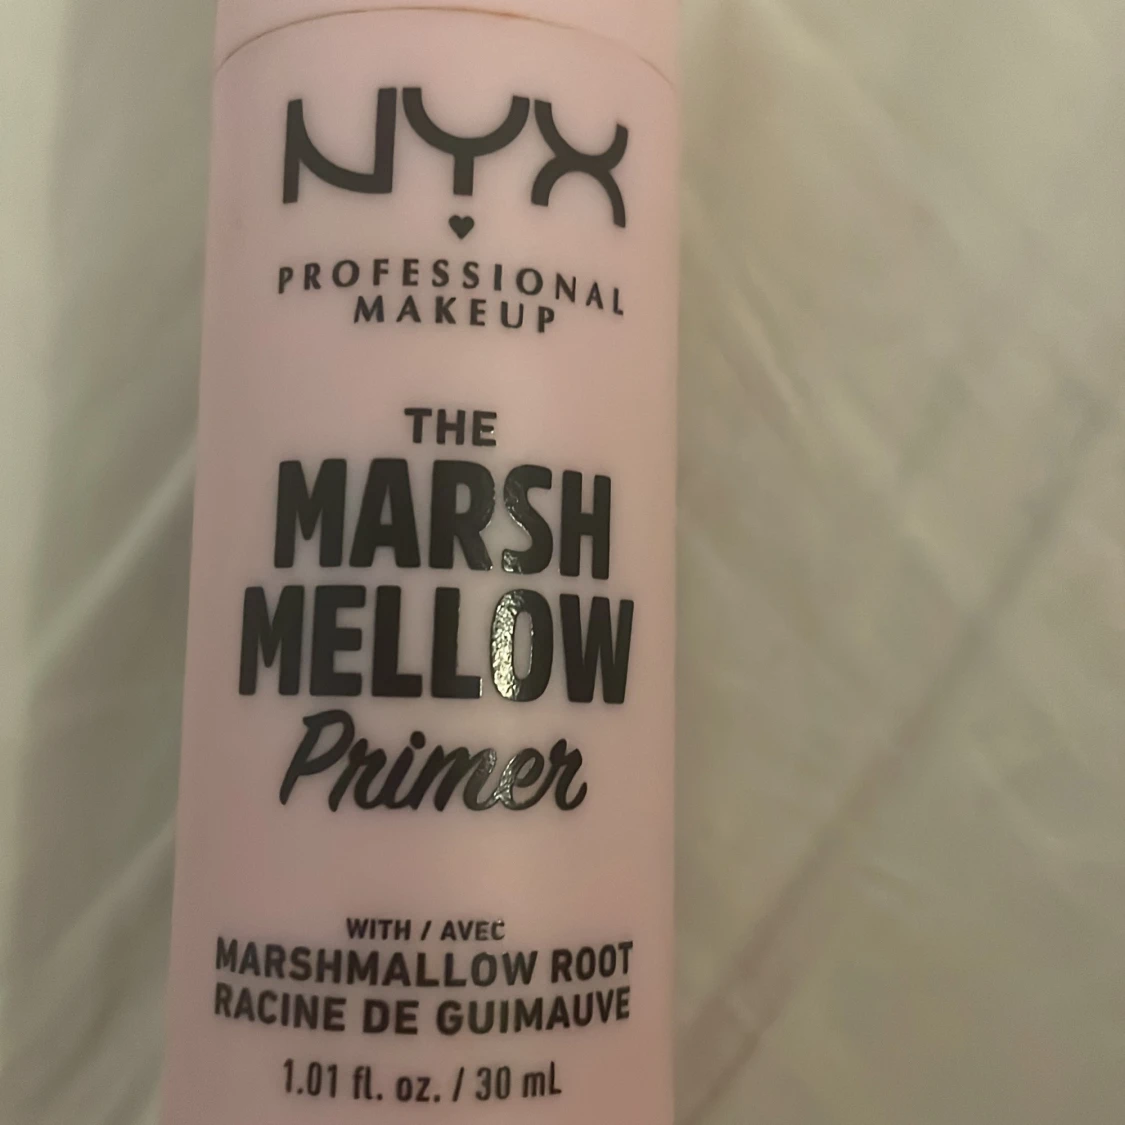 NYX
PROFESSIONAL
MAKEUP
THE
MARSH
MELLOW
Primer
WITH / AVEC
MARSHMALLOW ROOT
RACINE DE GUIMAUVE
1.01 fl. oz. / 30 mL